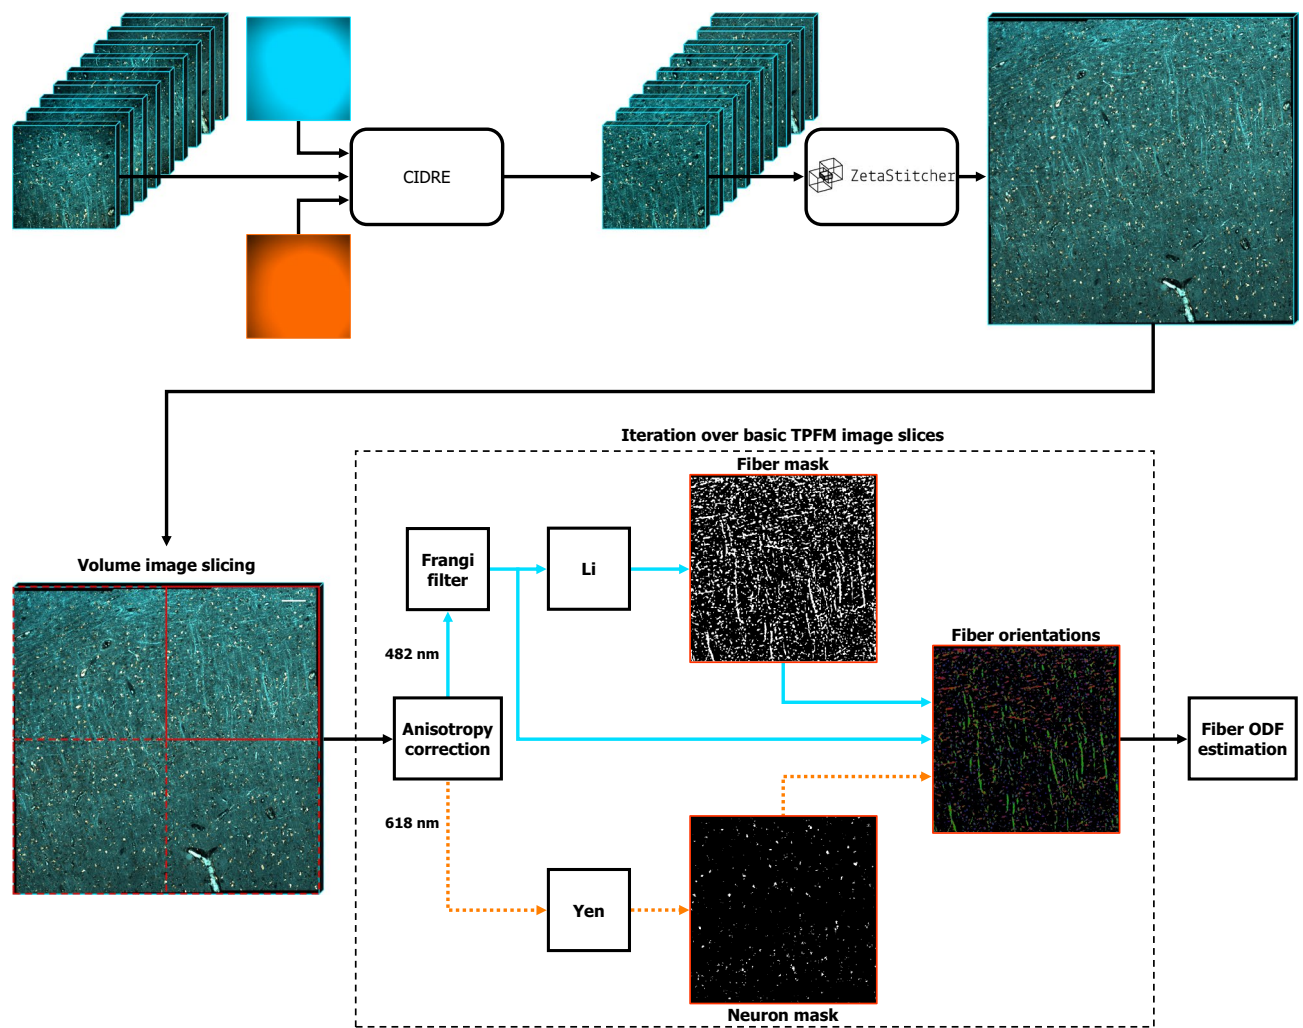 CIDRE
ZetaStitcher
Iteration over basic TPFM image slices
Fiber mask
Frangi
filter
Li
Volume image slicing
482 nm
Fiber orientations
Anisotropy
correction
Fiber ODF
estimation
618 nm
Yen
Neuron mask